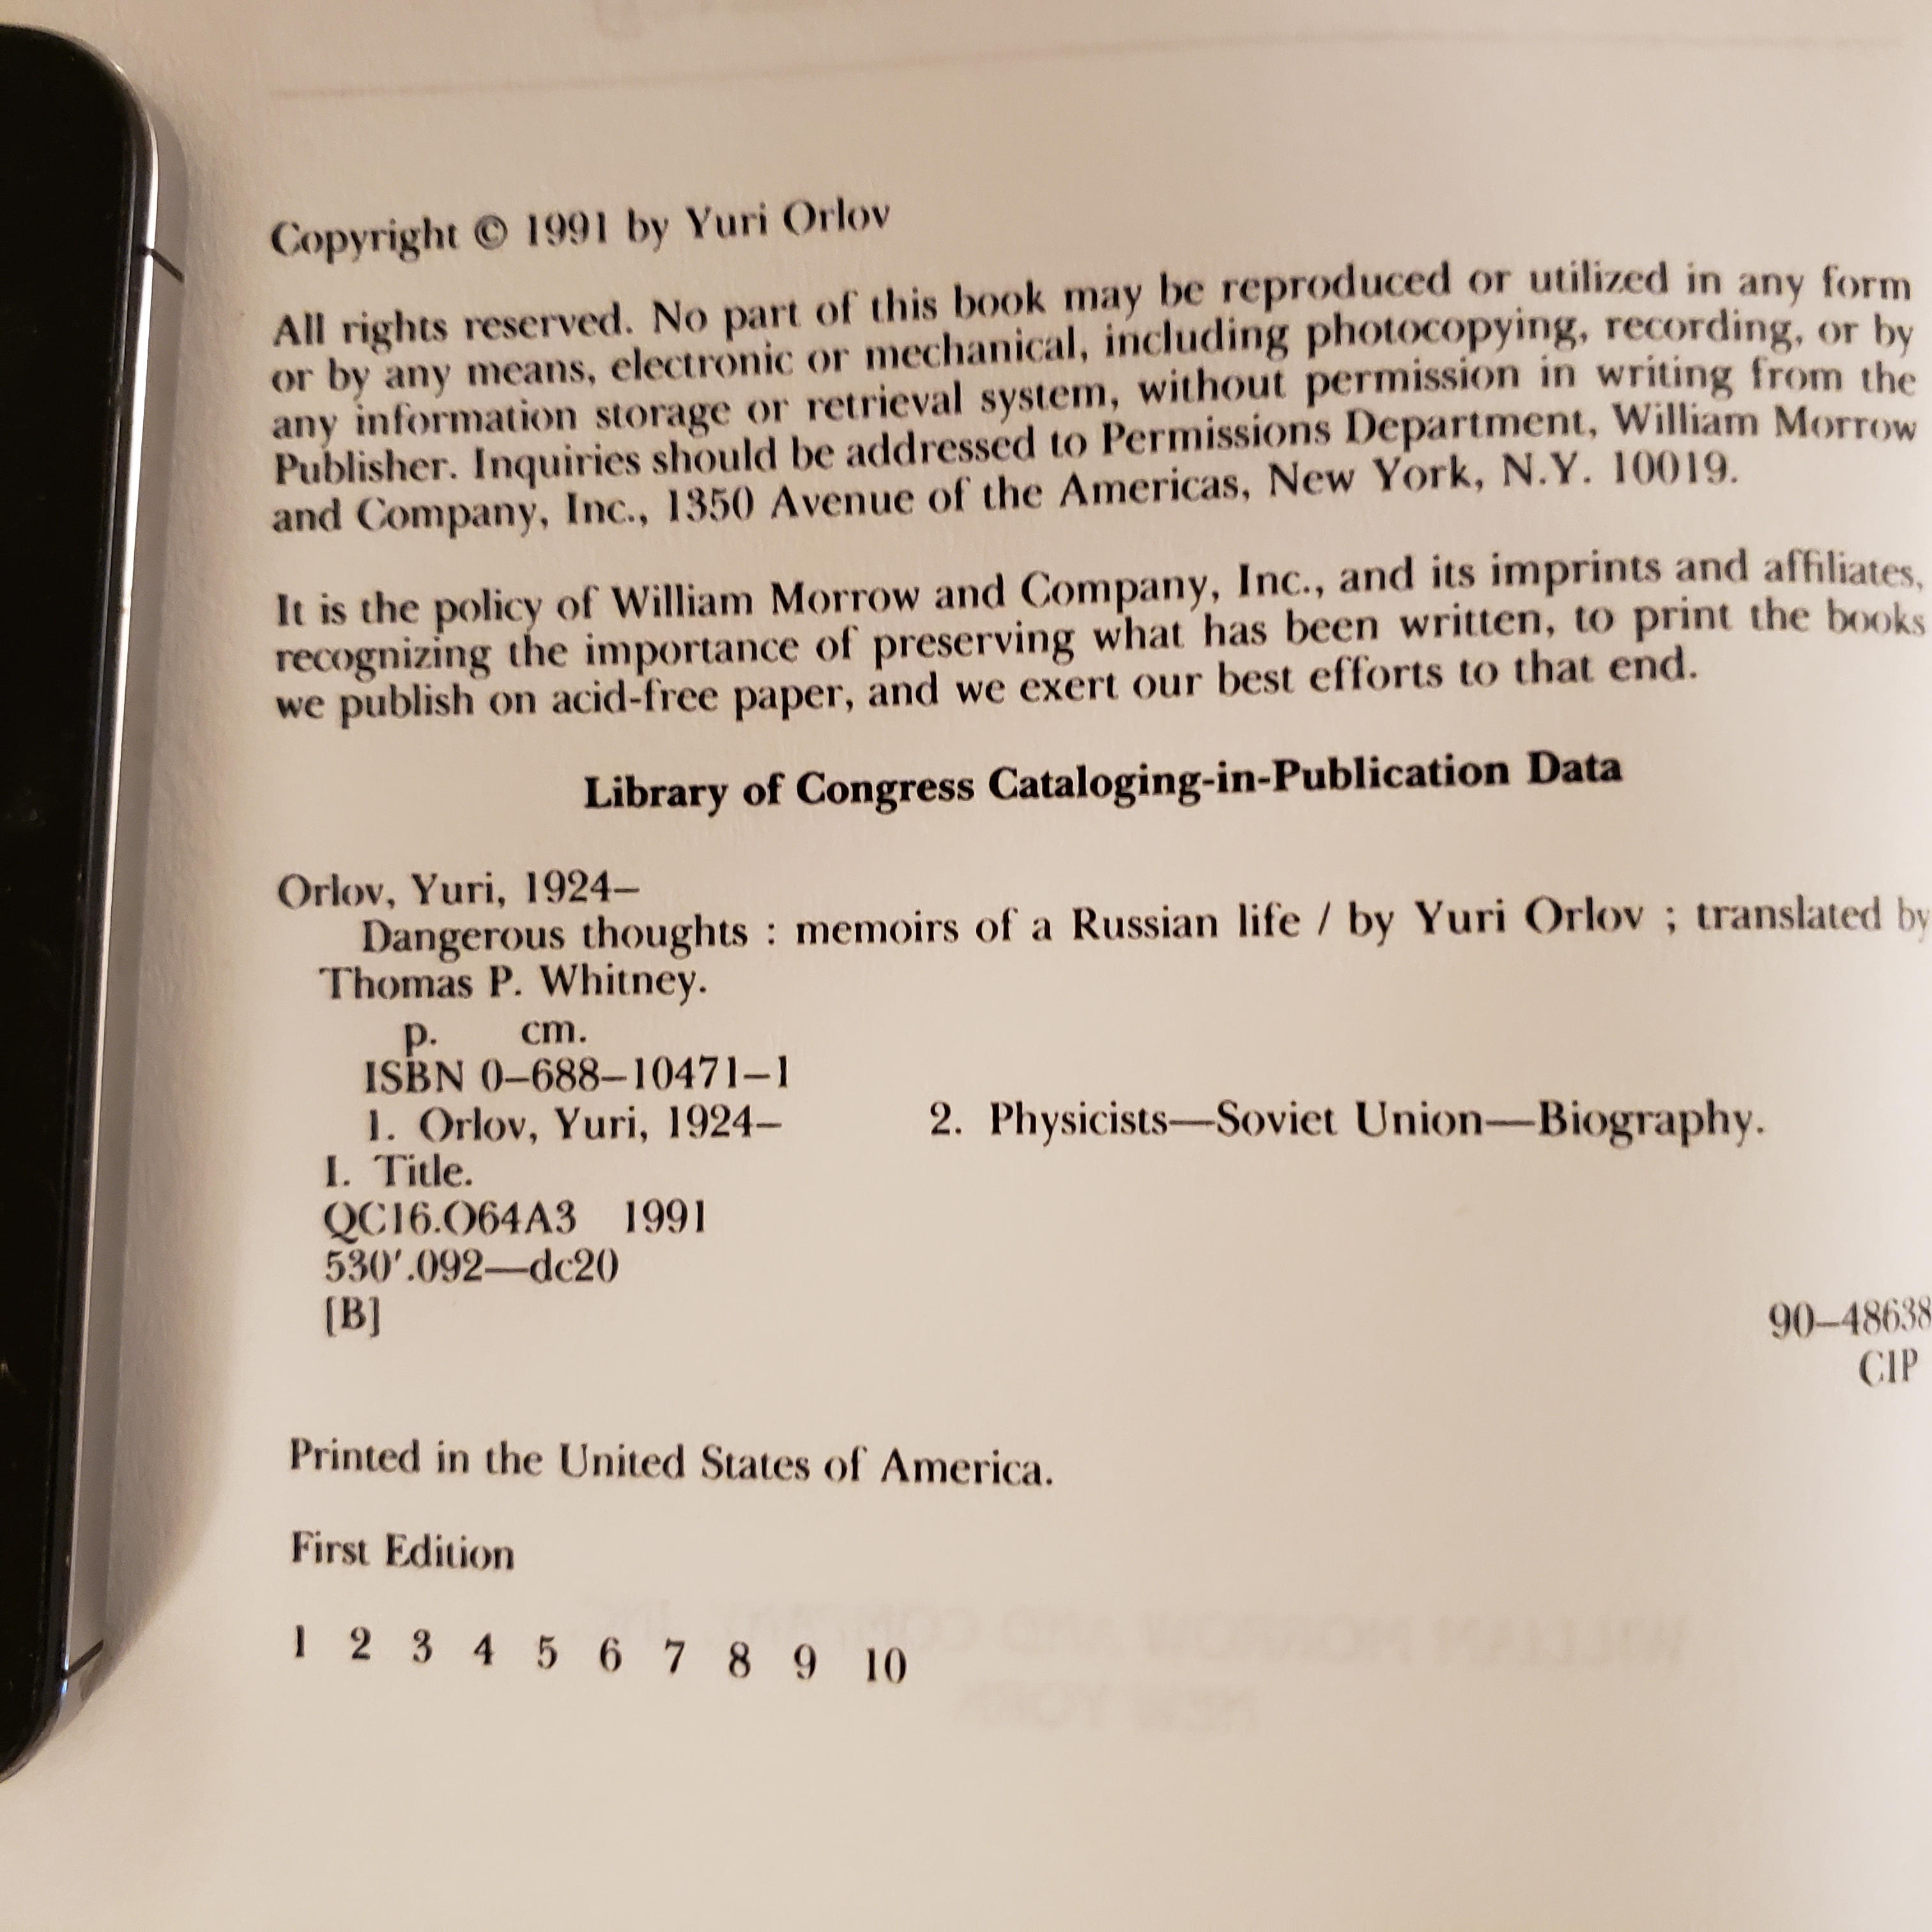 Copyright © 1991 by Yuri Orlov
All rights reserved. No part of this book may be reproduced or utilized in any form
or by any means, electronic or mechanical, including photocopying, recording, or by
any information storage or retrieval system, without permission in writing from the
Publisher. Inquiries should be addressed to Permissions Department, William Morrow
and Company, Inc., 1350 Avenue of the Americas, New York, N.Y. 10019.
It is the policy of William Morrow and Company, Inc., and its imprints and affiliates,
recognizing the importance of preserving what has been written, to print the books
we publish on acid-free paper, and we exert our best efforts to that end.
Library of Congress Cataloging-in-Publication Data
Orlov, Yuri, 1924–
Dangerous thoughts : memoirs of a Russian life / by Yuri Orlov ; translated by
Thomas P. Whitney.
p. cm.
ISBN 0–688–10471–1
1. Orlov, Yuri, 1924– 2. Physicists—Soviet Union—Biography.
I. Title.
QC16.O64A3 1991
530'.092—dc20
[B] 90–48638
CIP
Printed in the United States of America.
First Edition
1 2 3 4 5 6 7 8 9 10